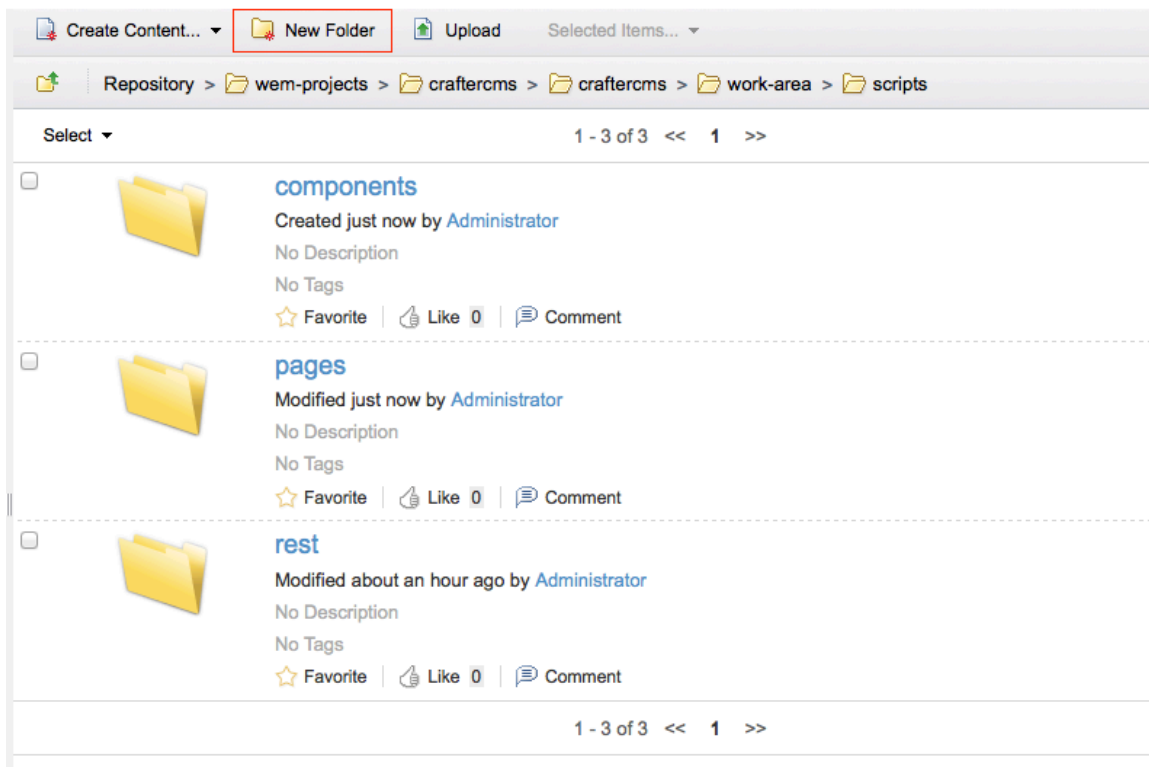 Create Content... New Folder Upload Selected Items...
Repository > wem-projects > craftercms > craftercms > work-area > scripts
Select 1 - 3 of 3 << 1 >>
components
Created just now by Administrator
No Description
No Tags
Favorite Like 0 Comment
pages
Modified just now by Administrator
No Description
No Tags
Favorite Like 0 Comment
rest
Modified about an hour ago by Administrator
No Description
No Tags
Favorite Like 0 Comment
1 - 3 of 3 << 1 >>